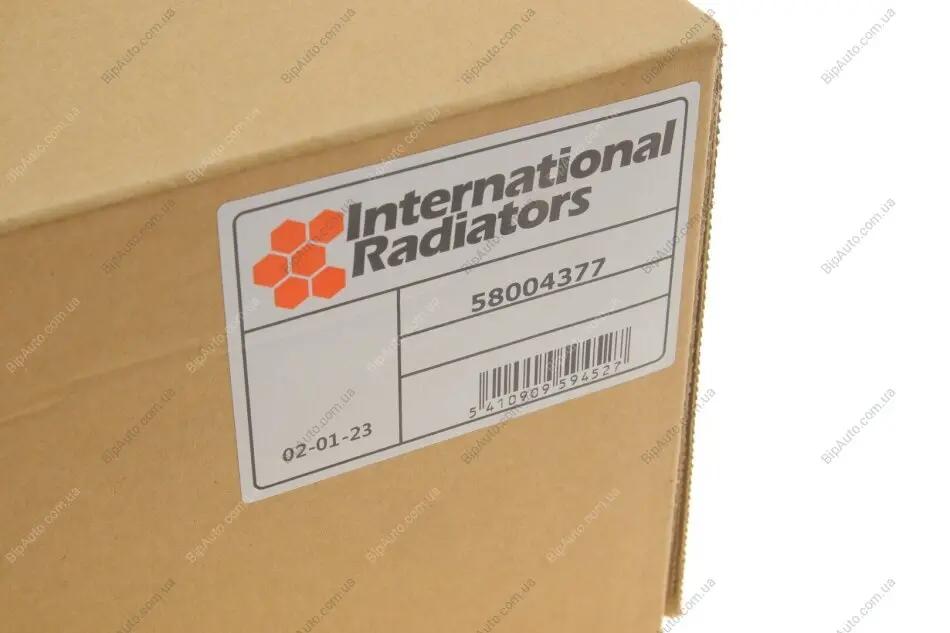 International
Radiators
58004377
5 410909 594527
02-01-23
BipAuto.com.ua